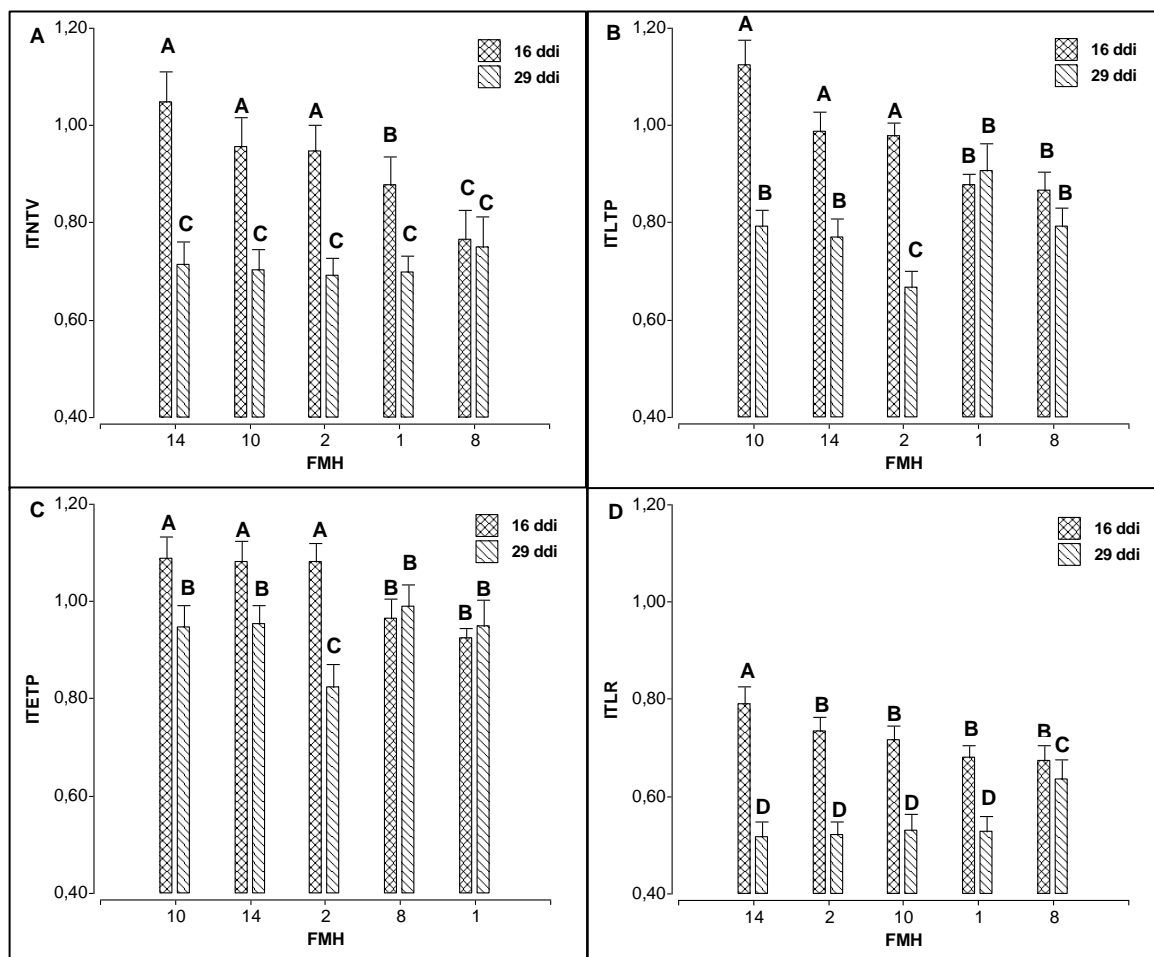 A
1,20
1,00
0,80
0,60
0,40
ITNTV
A
C
A
C
A
C
B
C
C
C
16 ddi
29 ddi
14 10 2 1 8
FMH
B
1,20
1,00
0,80
0,60
0,40
ITLTP
A
B
A
B
A
C
B
B
B
B
16 ddi
29 ddi
10 14 2 1 8
FMH
C
1,20
1,00
0,80
0,60
0,40
ITETP
A
B
A
B
A
C
B
B
B
B
16 ddi
29 ddi
10 14 2 8 1
FMH
D
1,20
1,00
0,80
0,60
0,40
ITLR
A
D
B
D
B
D
B
D
B
C
16 ddi
29 ddi
14 2 10 1 8
FMH